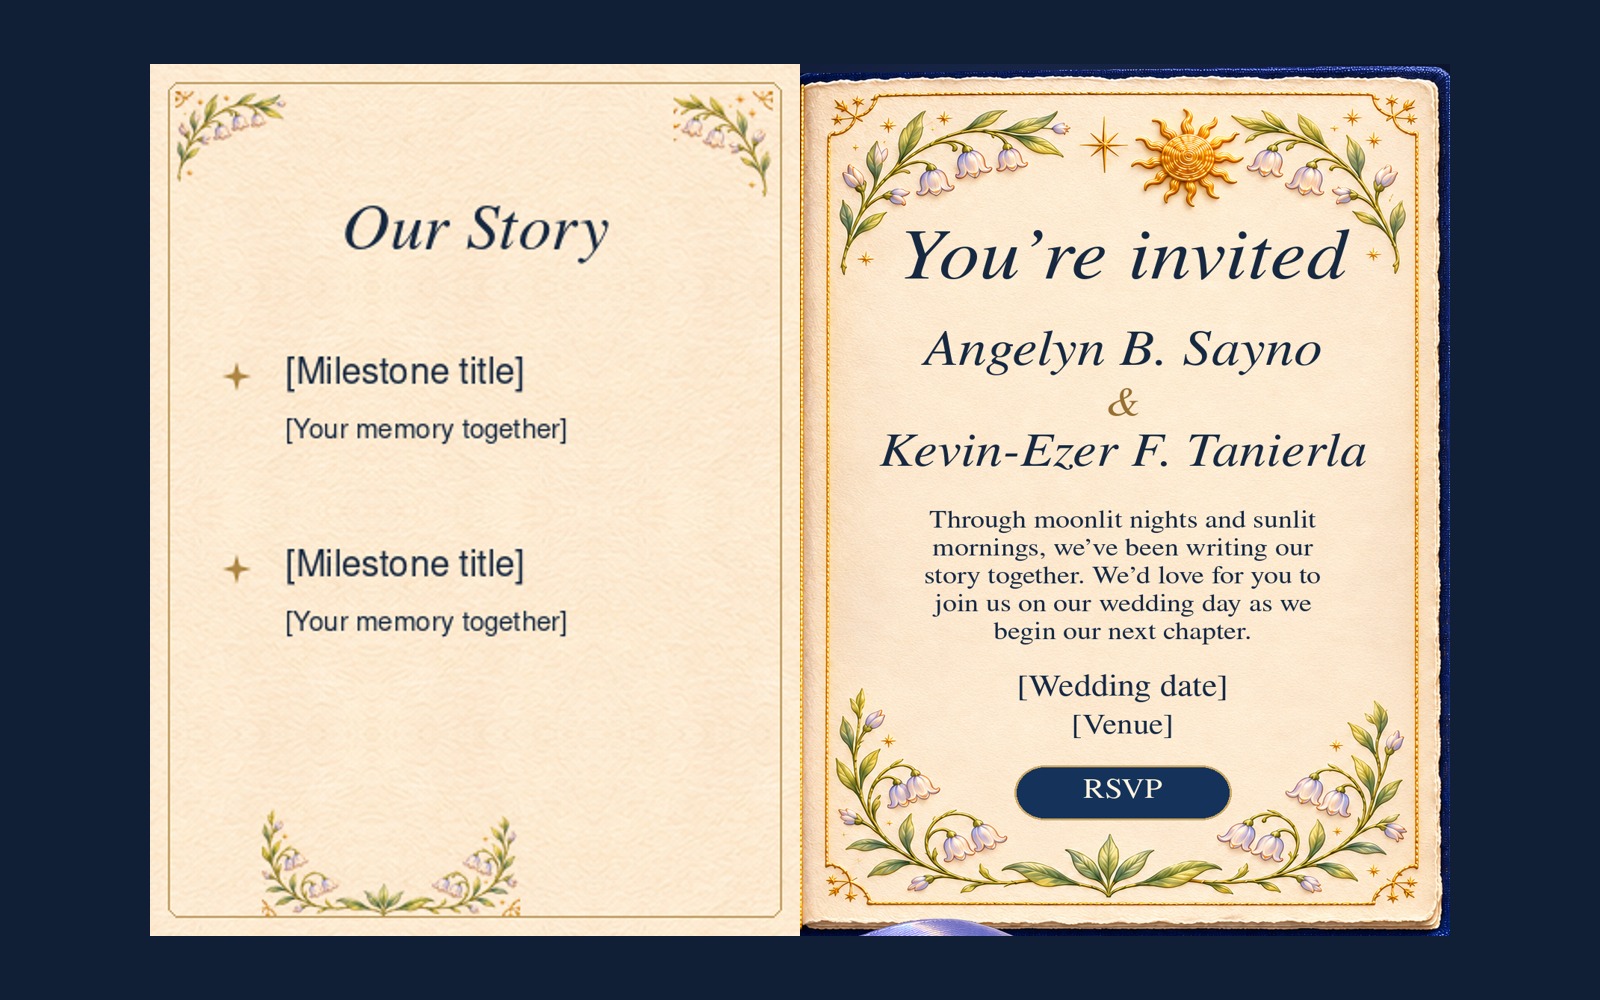 Our Story
[Milestone title]
[Your memory together]
[Milestone title]
[Your memory together]
You’re invited
Angelyn B. Sayno
&
Kevin-Ezer F. Tanierla
Through moonlit nights and sunlit
mornings, we’ve been writing our
story together. We’d love for you to
join us on our wedding day as we
begin our next chapter.
[Wedding date]
[Venue]
RSVP